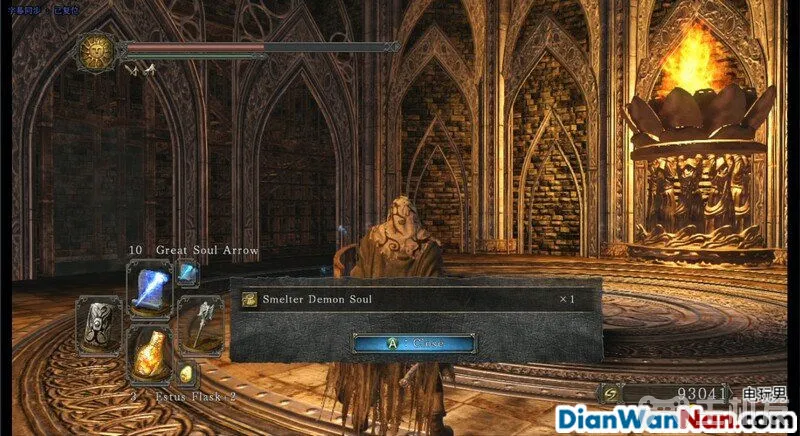 10 Great Soul Arrow
Smelter Demon Soul ×1
A : Close
3 Estus Flask+2
93041
电玩男
DianWanNan.com